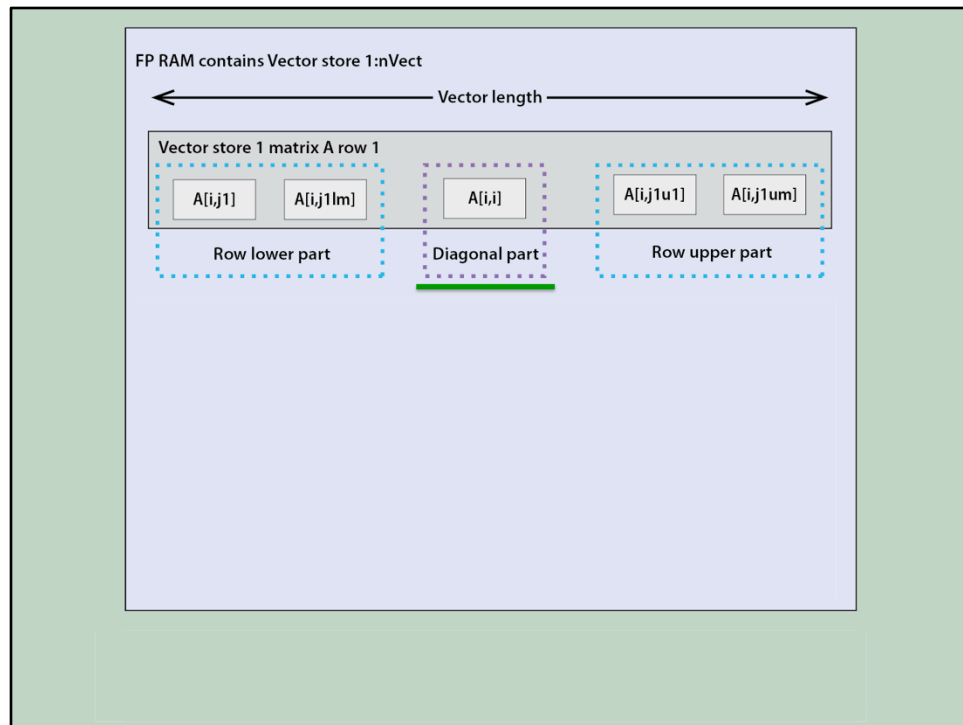 FP RAM contains Vector store 1:nVect
Vector length
Vector store 1 matrix A row 1
A[i,j1] A[i,j1lm] A[i,i] A[i,j1u1] A[i,j1um]
Row lower part Diagonal part Row upper part